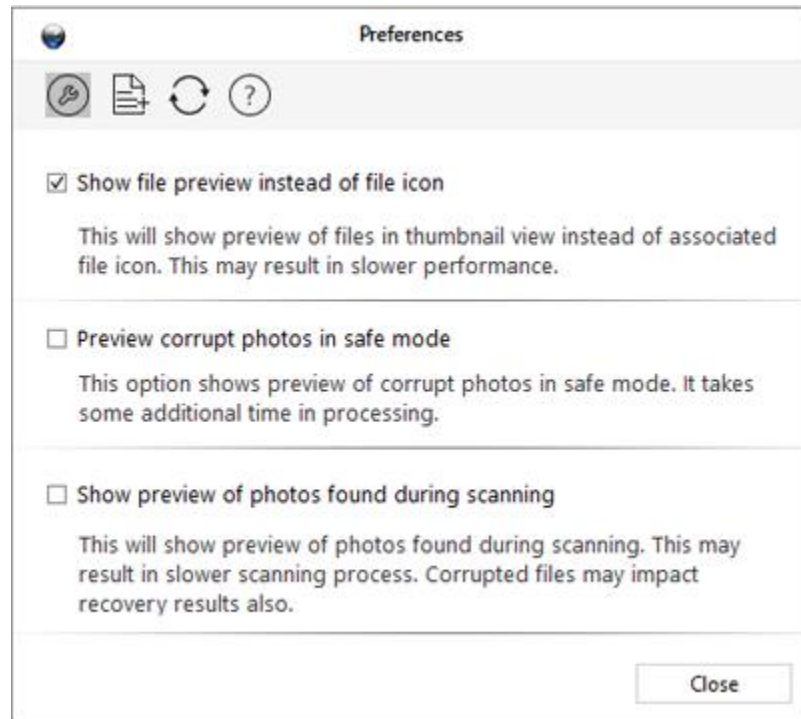 Preferences
?
Show file preview instead of file icon
This will show preview of files in thumbnail view instead of associated
file icon. This may result in slower performance.
Preview corrupt photos in safe mode
This option shows preview of corrupt photos in safe mode. It takes
some additional time in processing.
Show preview of photos found during scanning
This will show preview of photos found during scanning. This may
result in slower scanning process. Corrupted files may impact
recovery results also.
Close